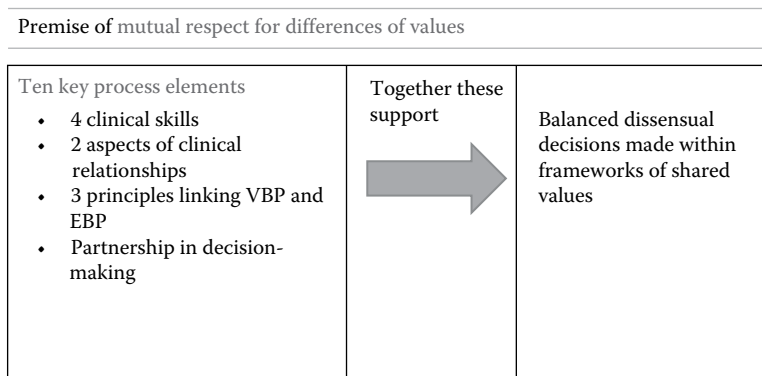 Premise of mutual respect for differences of values
Ten key process elements
• 4 clinical skills
• 2 aspects of clinical
relationships
• 3 principles linking VBP and
EBP
• Partnership in decision-
making
Together these
support
Balanced dissensual
decisions made within
frameworks of shared
values